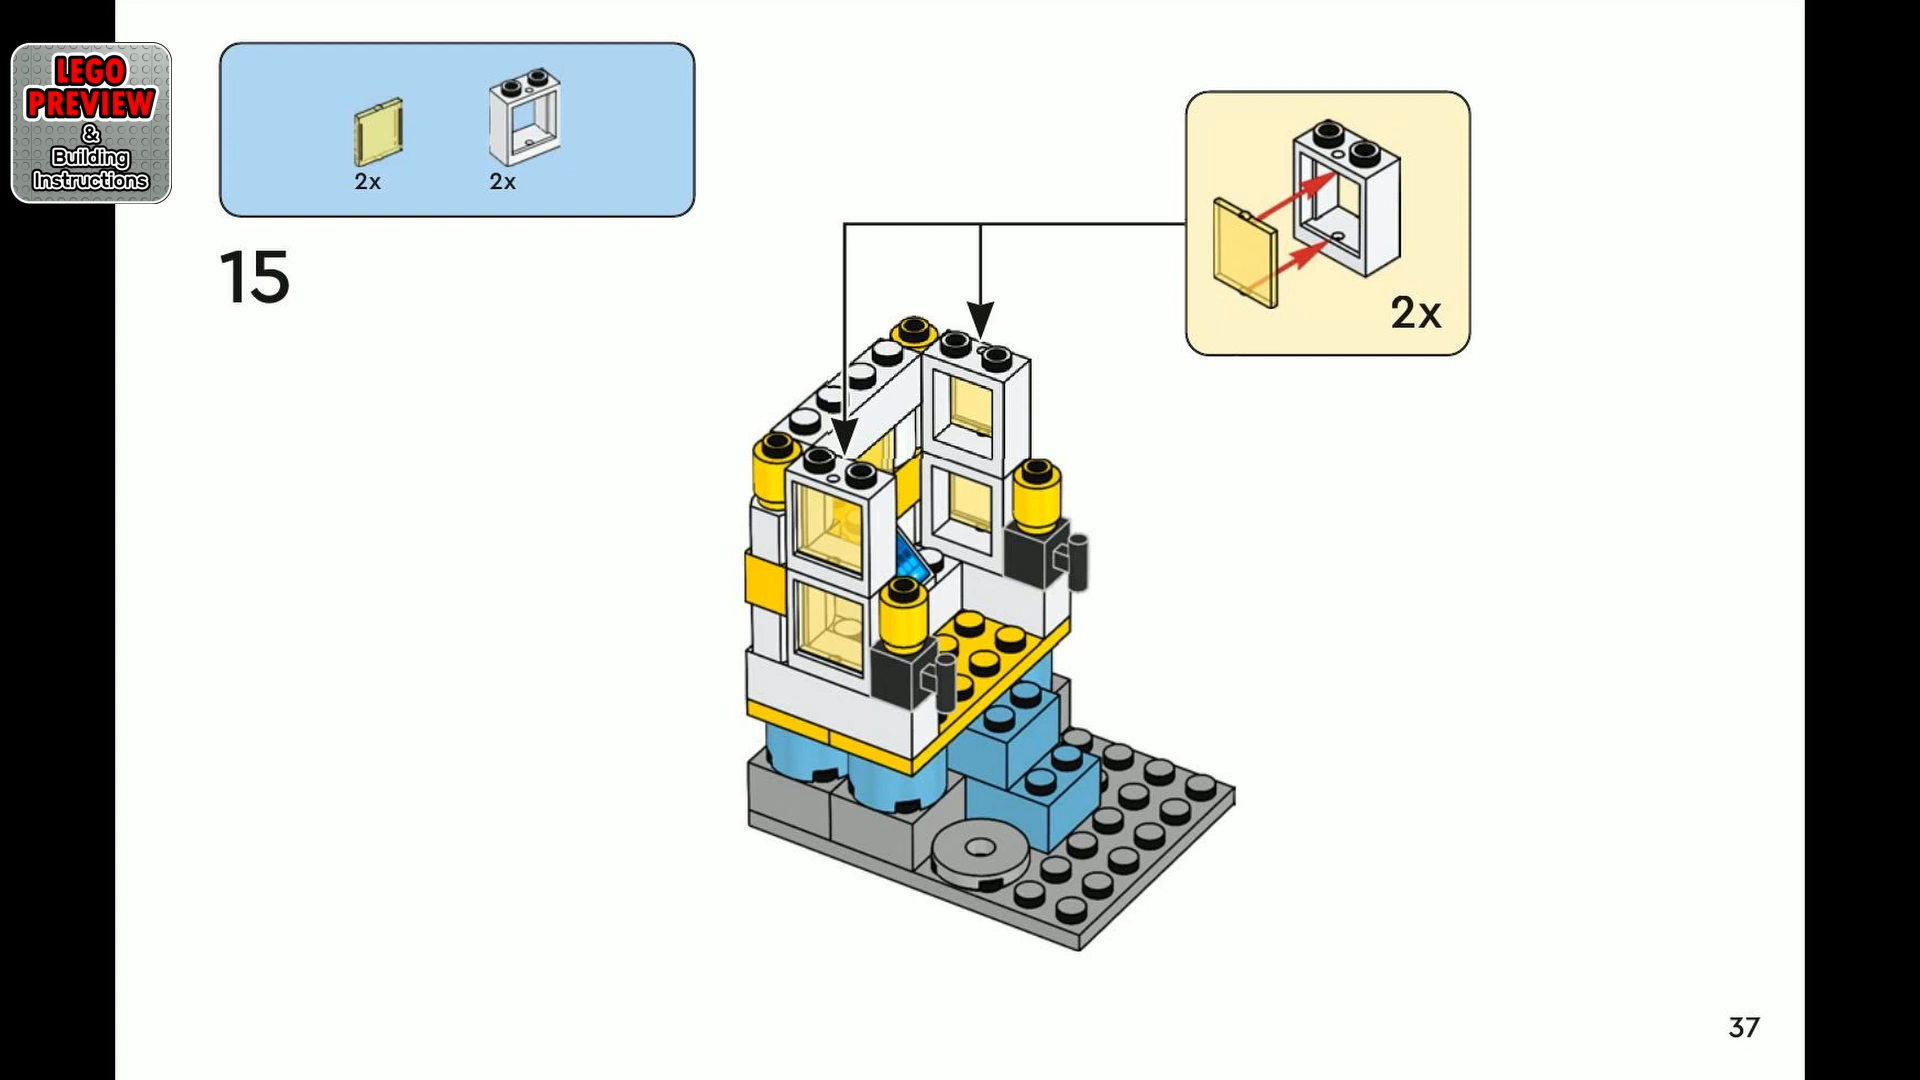 LEGO
PREVIEW
&
Building
Instructions
2x
2x
15
2x
37